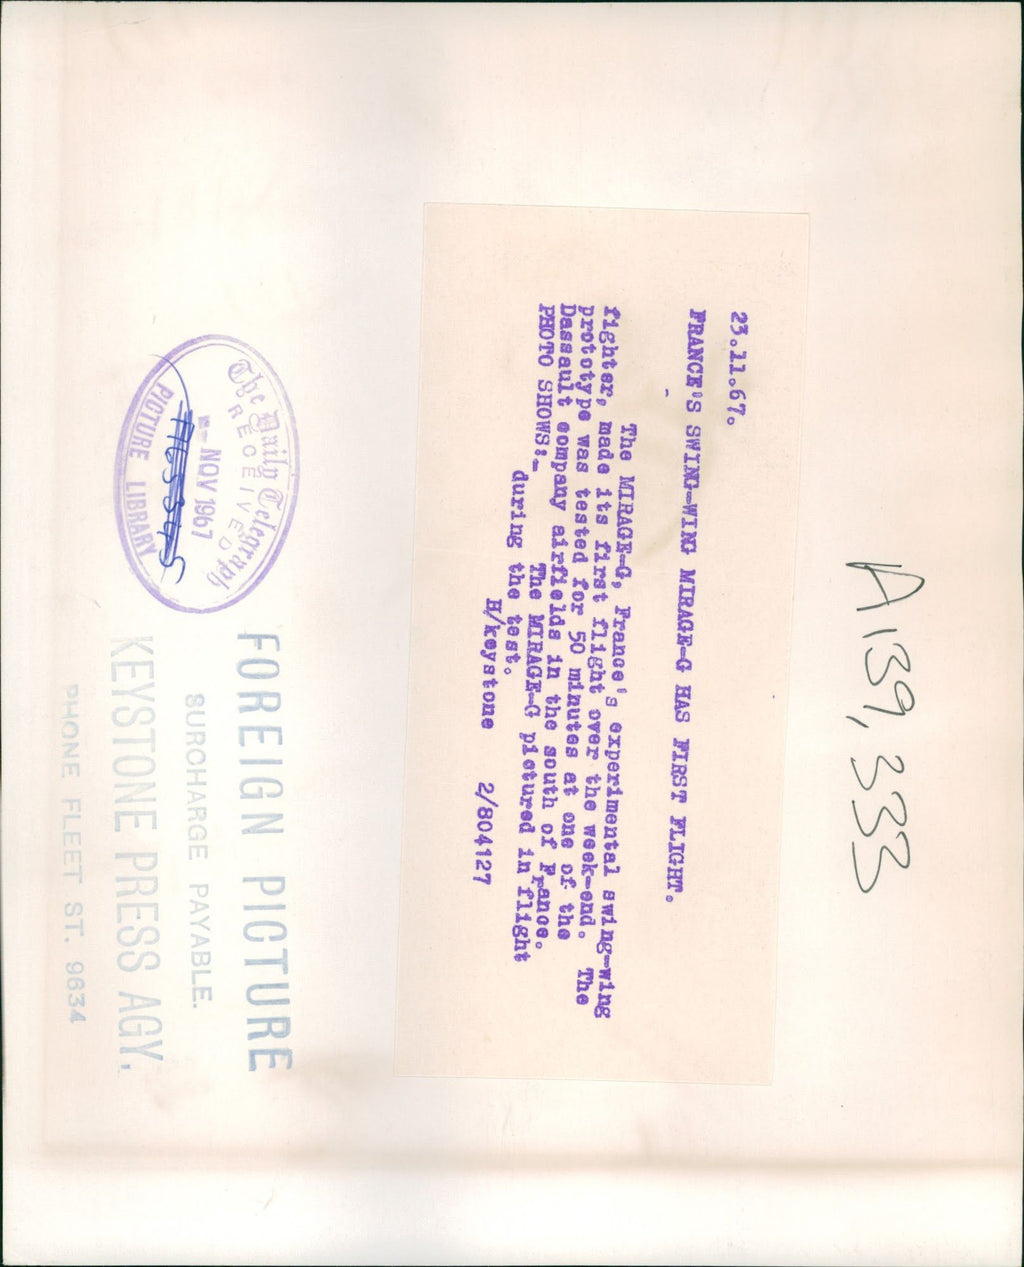 A139,333
23.11.67.
FRANCE'S SWING-WING MIRAGE-G HAS FIRST FLIGHT.
The MIRAGE-G, France's experimental swing-wing
fighter, made its first flight over the week-end. The
prototype was tested for 50 minutes at one of the
Dassault company airfields in the south of France.
PHOTO SHOWS:- The MIRAGE-G pictured in flight
during the test.
H/keystone 2/804127
The Daily Telegraph
RECEIVED
NOV 1967
PICTURE LIBRARY
FOREIGN PICTURE
SURCHARGE PAYABLE.
KEYSTONE PRESS AGY.
PHONE FLEET ST. 9634